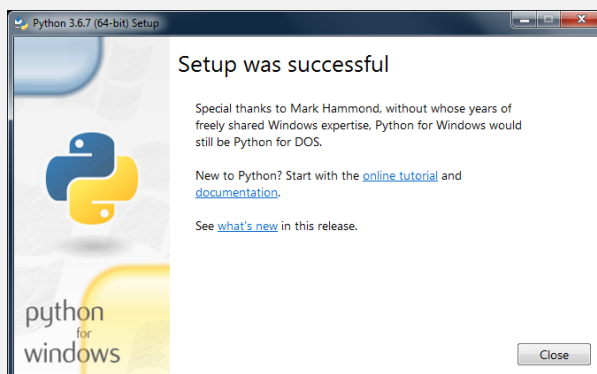 Python 3.6.7 (64-bit) Setup
Setup was successful
Special thanks to Mark Hammond, without whose years of
freely shared Windows expertise, Python for Windows would
still be Python for DOS.
New to Python? Start with the online tutorial and
documentation.
See what's new in this release.
python
for
windows
Close